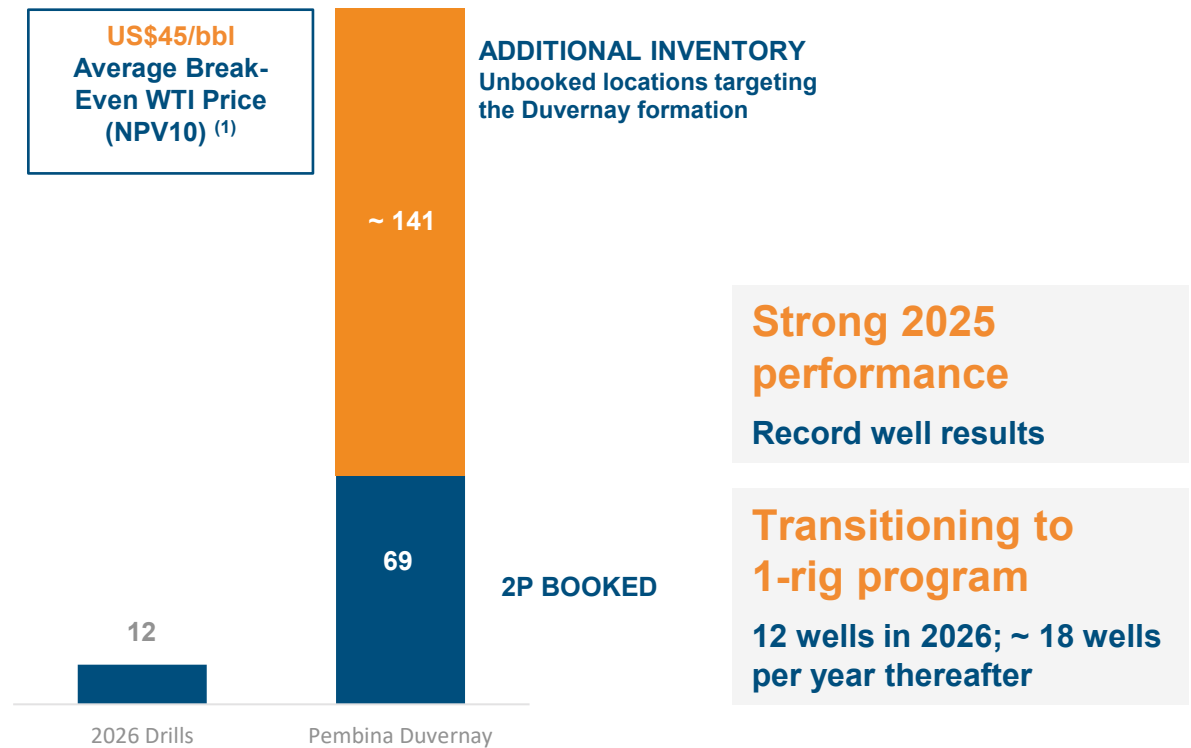 US$45/bbl
Average Break-
Even WTI Price
(NPV10) (1)
ADDITIONAL INVENTORY
Unbooked locations targeting
the Duvernay formation
~ 141
69
2P BOOKED
12
2026 Drills
Pembina Duvernay
Strong 2025
performance
Record well results
Transitioning to
1-rig program
12 wells in 2026; ~ 18 wells
per year thereafter